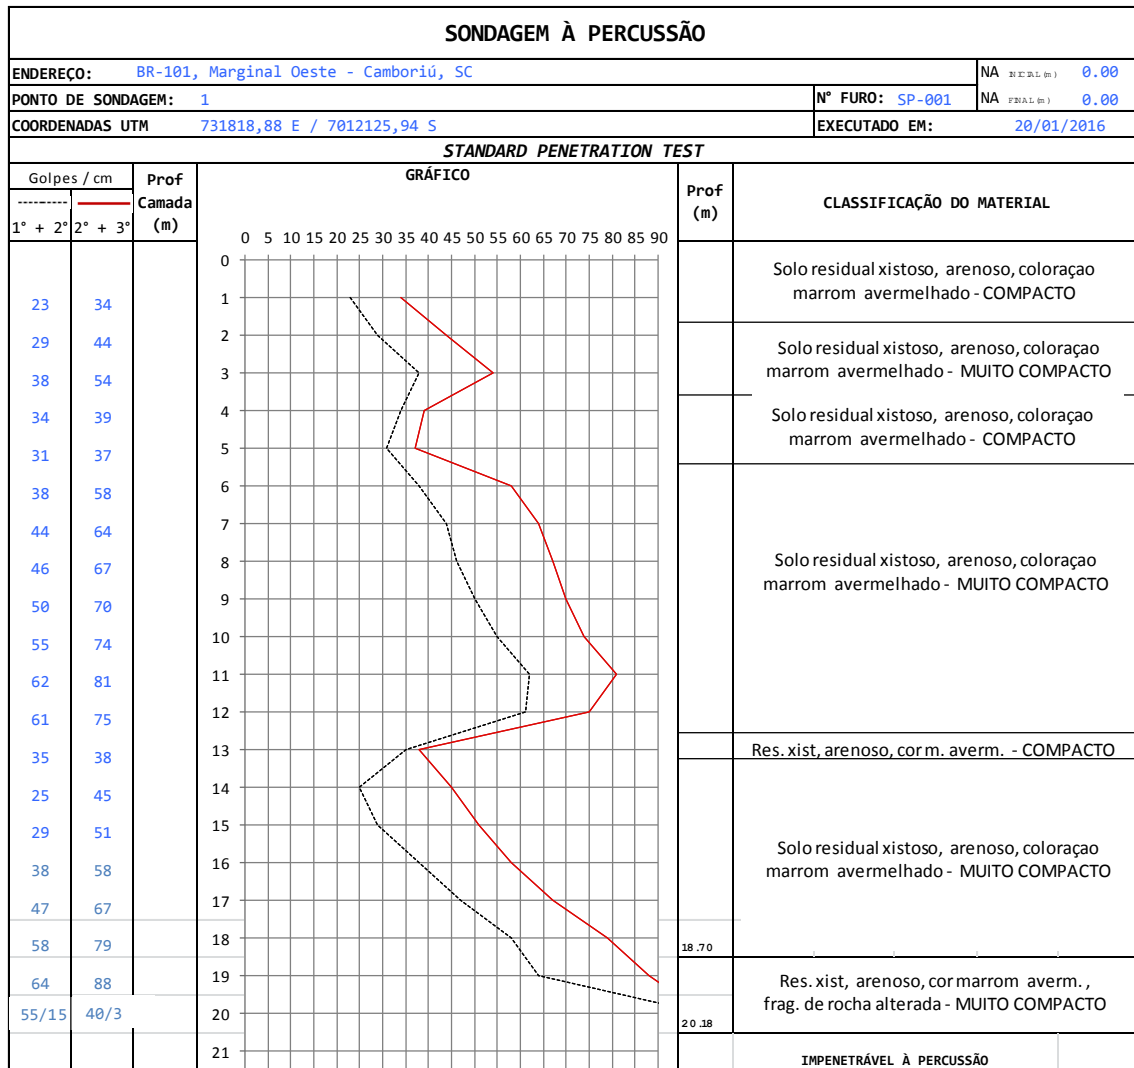 SONDAGEM À PERCUSSÃO
ENDEREÇO: BR-101, Marginal Oeste - Camboriú, SC NA INICIAL (m) 0.00
PONTO DE SONDAGEM: 1 N° FURO: SP-001 NA FINAL (m) 0.00
COORDENADAS UTM 731818,88 E / 7012125,94 S EXECUTADO EM: 20/01/2016
STANDARD PENETRATION TEST
Golpes / cm
1° + 2° 2° + 3°
Prof
Camada
(m)
GRÁFICO
Prof
(m)
CLASSIFICAÇÃO DO MATERIAL
0 5 10 15 20 25 30 35 40 45 50 55 60 65 70 75 80 85 90
0
23 34 1
29 44 2
38 54 3
34 39 4
31 37 5
38 58 6
44 64 7
46 67 8
50 70 9
55 74 10
62 81 11
61 75 12
35 38 13
25 45 14
29 51 15
38 58 16
47 67 17
58 79 18
64 88 19
55/15 40/3 20
21
18.70
20.18
Solo residual xistoso, arenoso, coloraçao
marrom avermelhado - COMPACTO
Solo residual xistoso, arenoso, coloraçao
marrom avermelhado - MUITO COMPACTO
Solo residual xistoso, arenoso, coloraçao
marrom avermelhado - COMPACTO
Solo residual xistoso, arenoso, coloraçao
marrom avermelhado - MUITO COMPACTO
Res. xist, arenoso, cor m. averm. - COMPACTO
Solo residual xistoso, arenoso, coloraçao
marrom avermelhado - MUITO COMPACTO
Res. xist, arenoso, cor marrom averm. ,
frag. de rocha alterada - MUITO COMPACTO
IMPENETRÁVEL À PERCUSSÃO